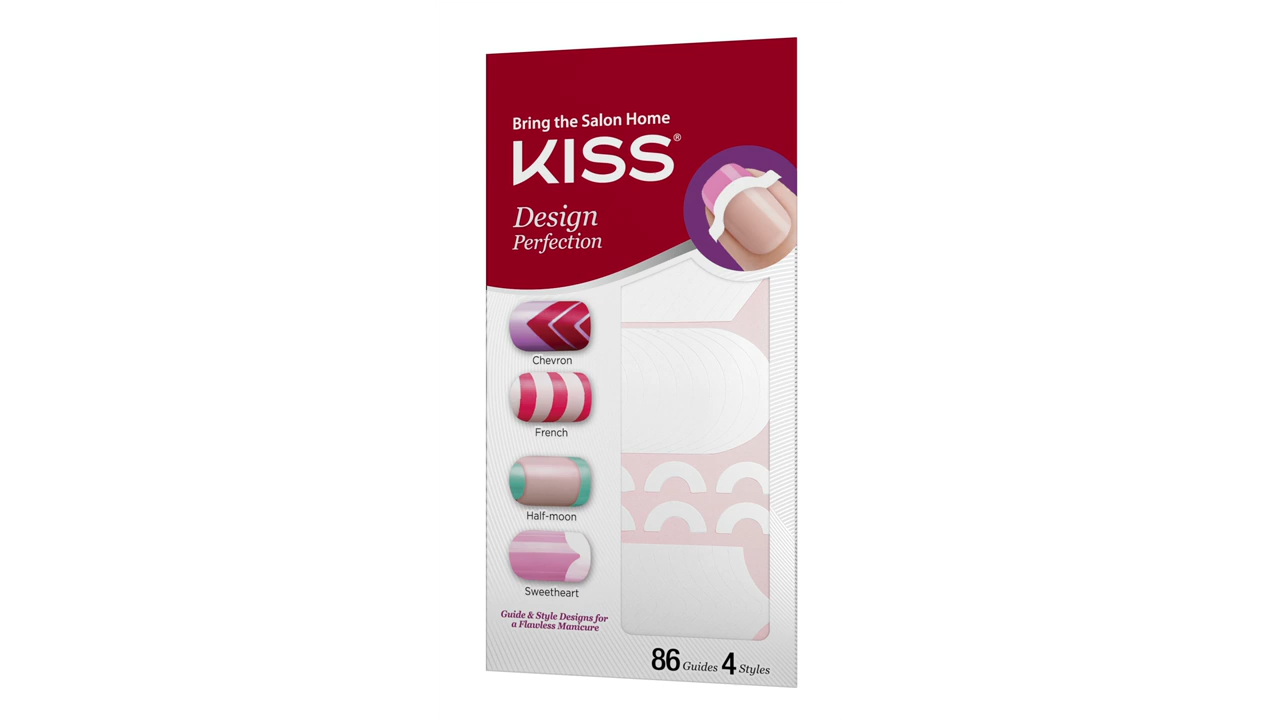 Bring the Salon Home
KISS®
Design
Perfection
Chevron
French
Half-moon
Sweetheart
Guide & Style Designs for
a Flawless Manicure
86 Guides 4 Styles